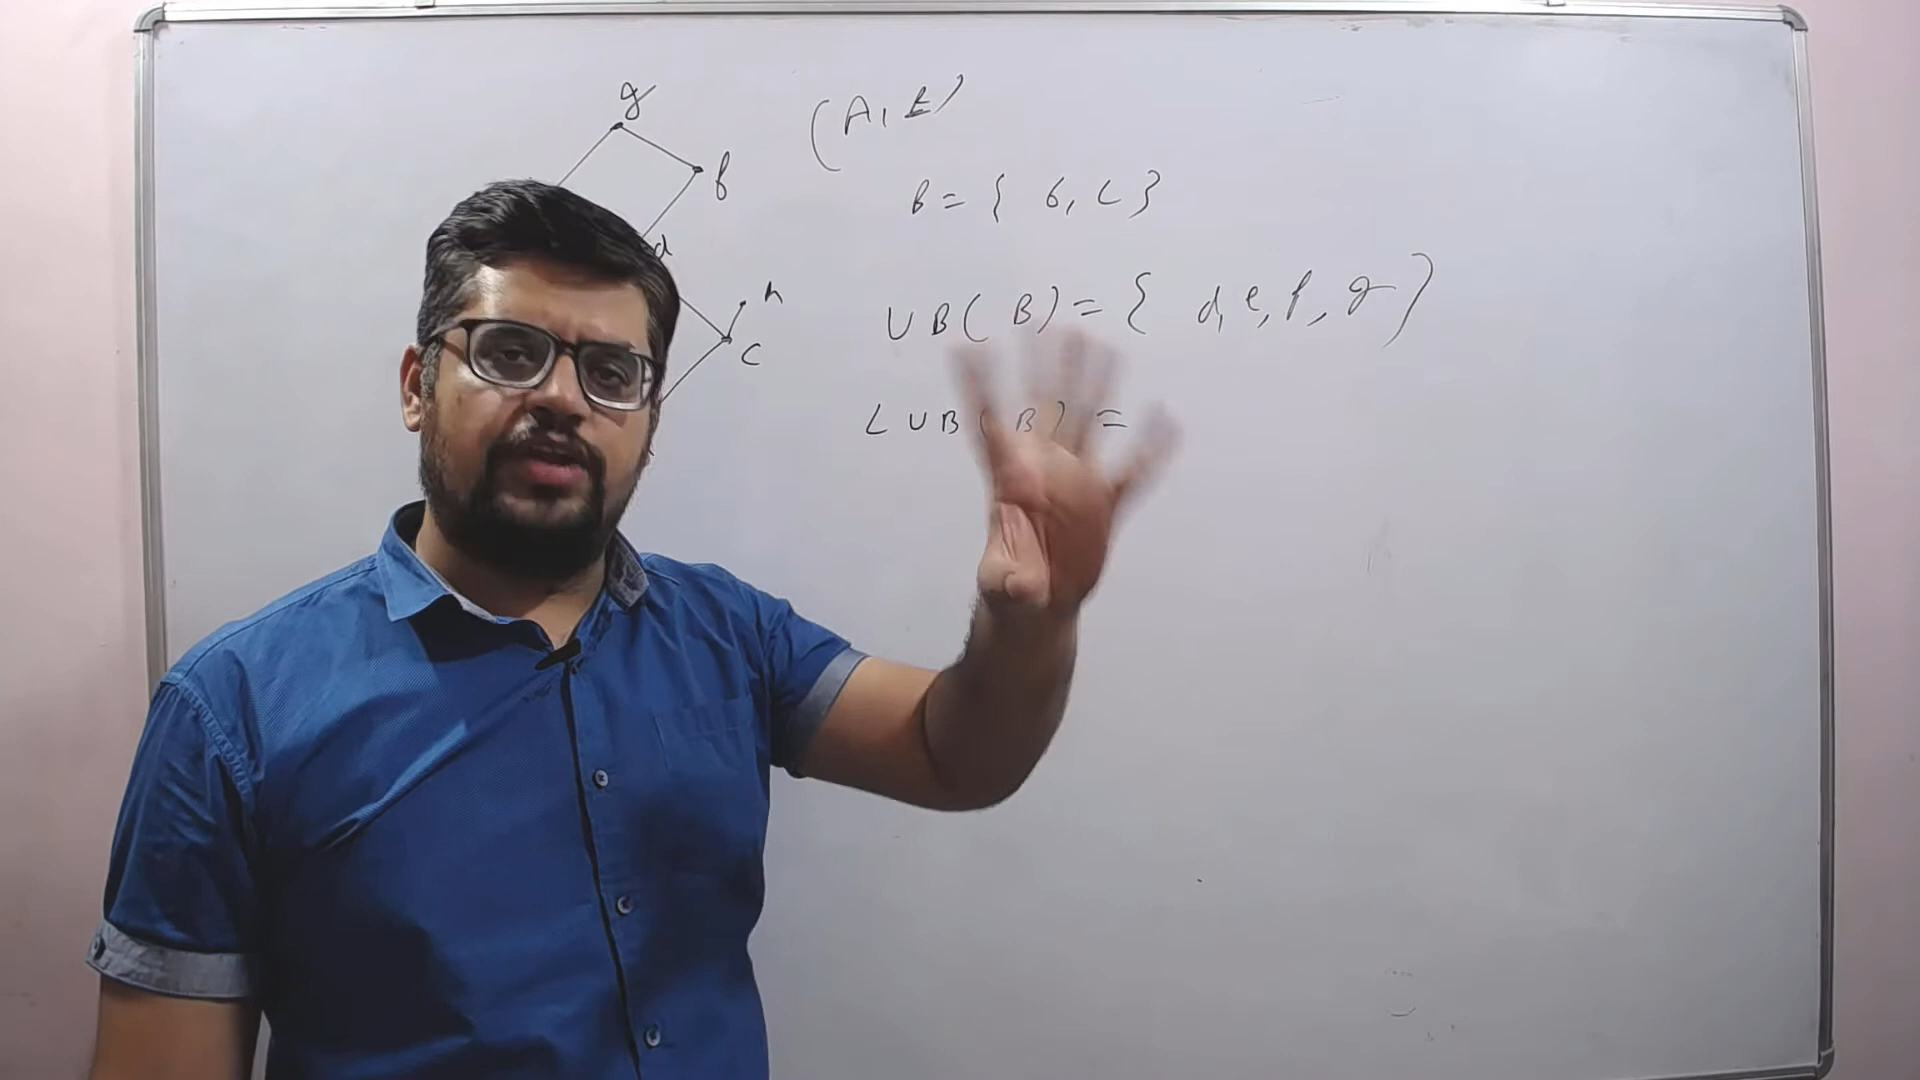 g
f
d
h
c
(A, ≤)
B = { b, c }
UB( B) = { d, e, f, g }
LUB( B) =